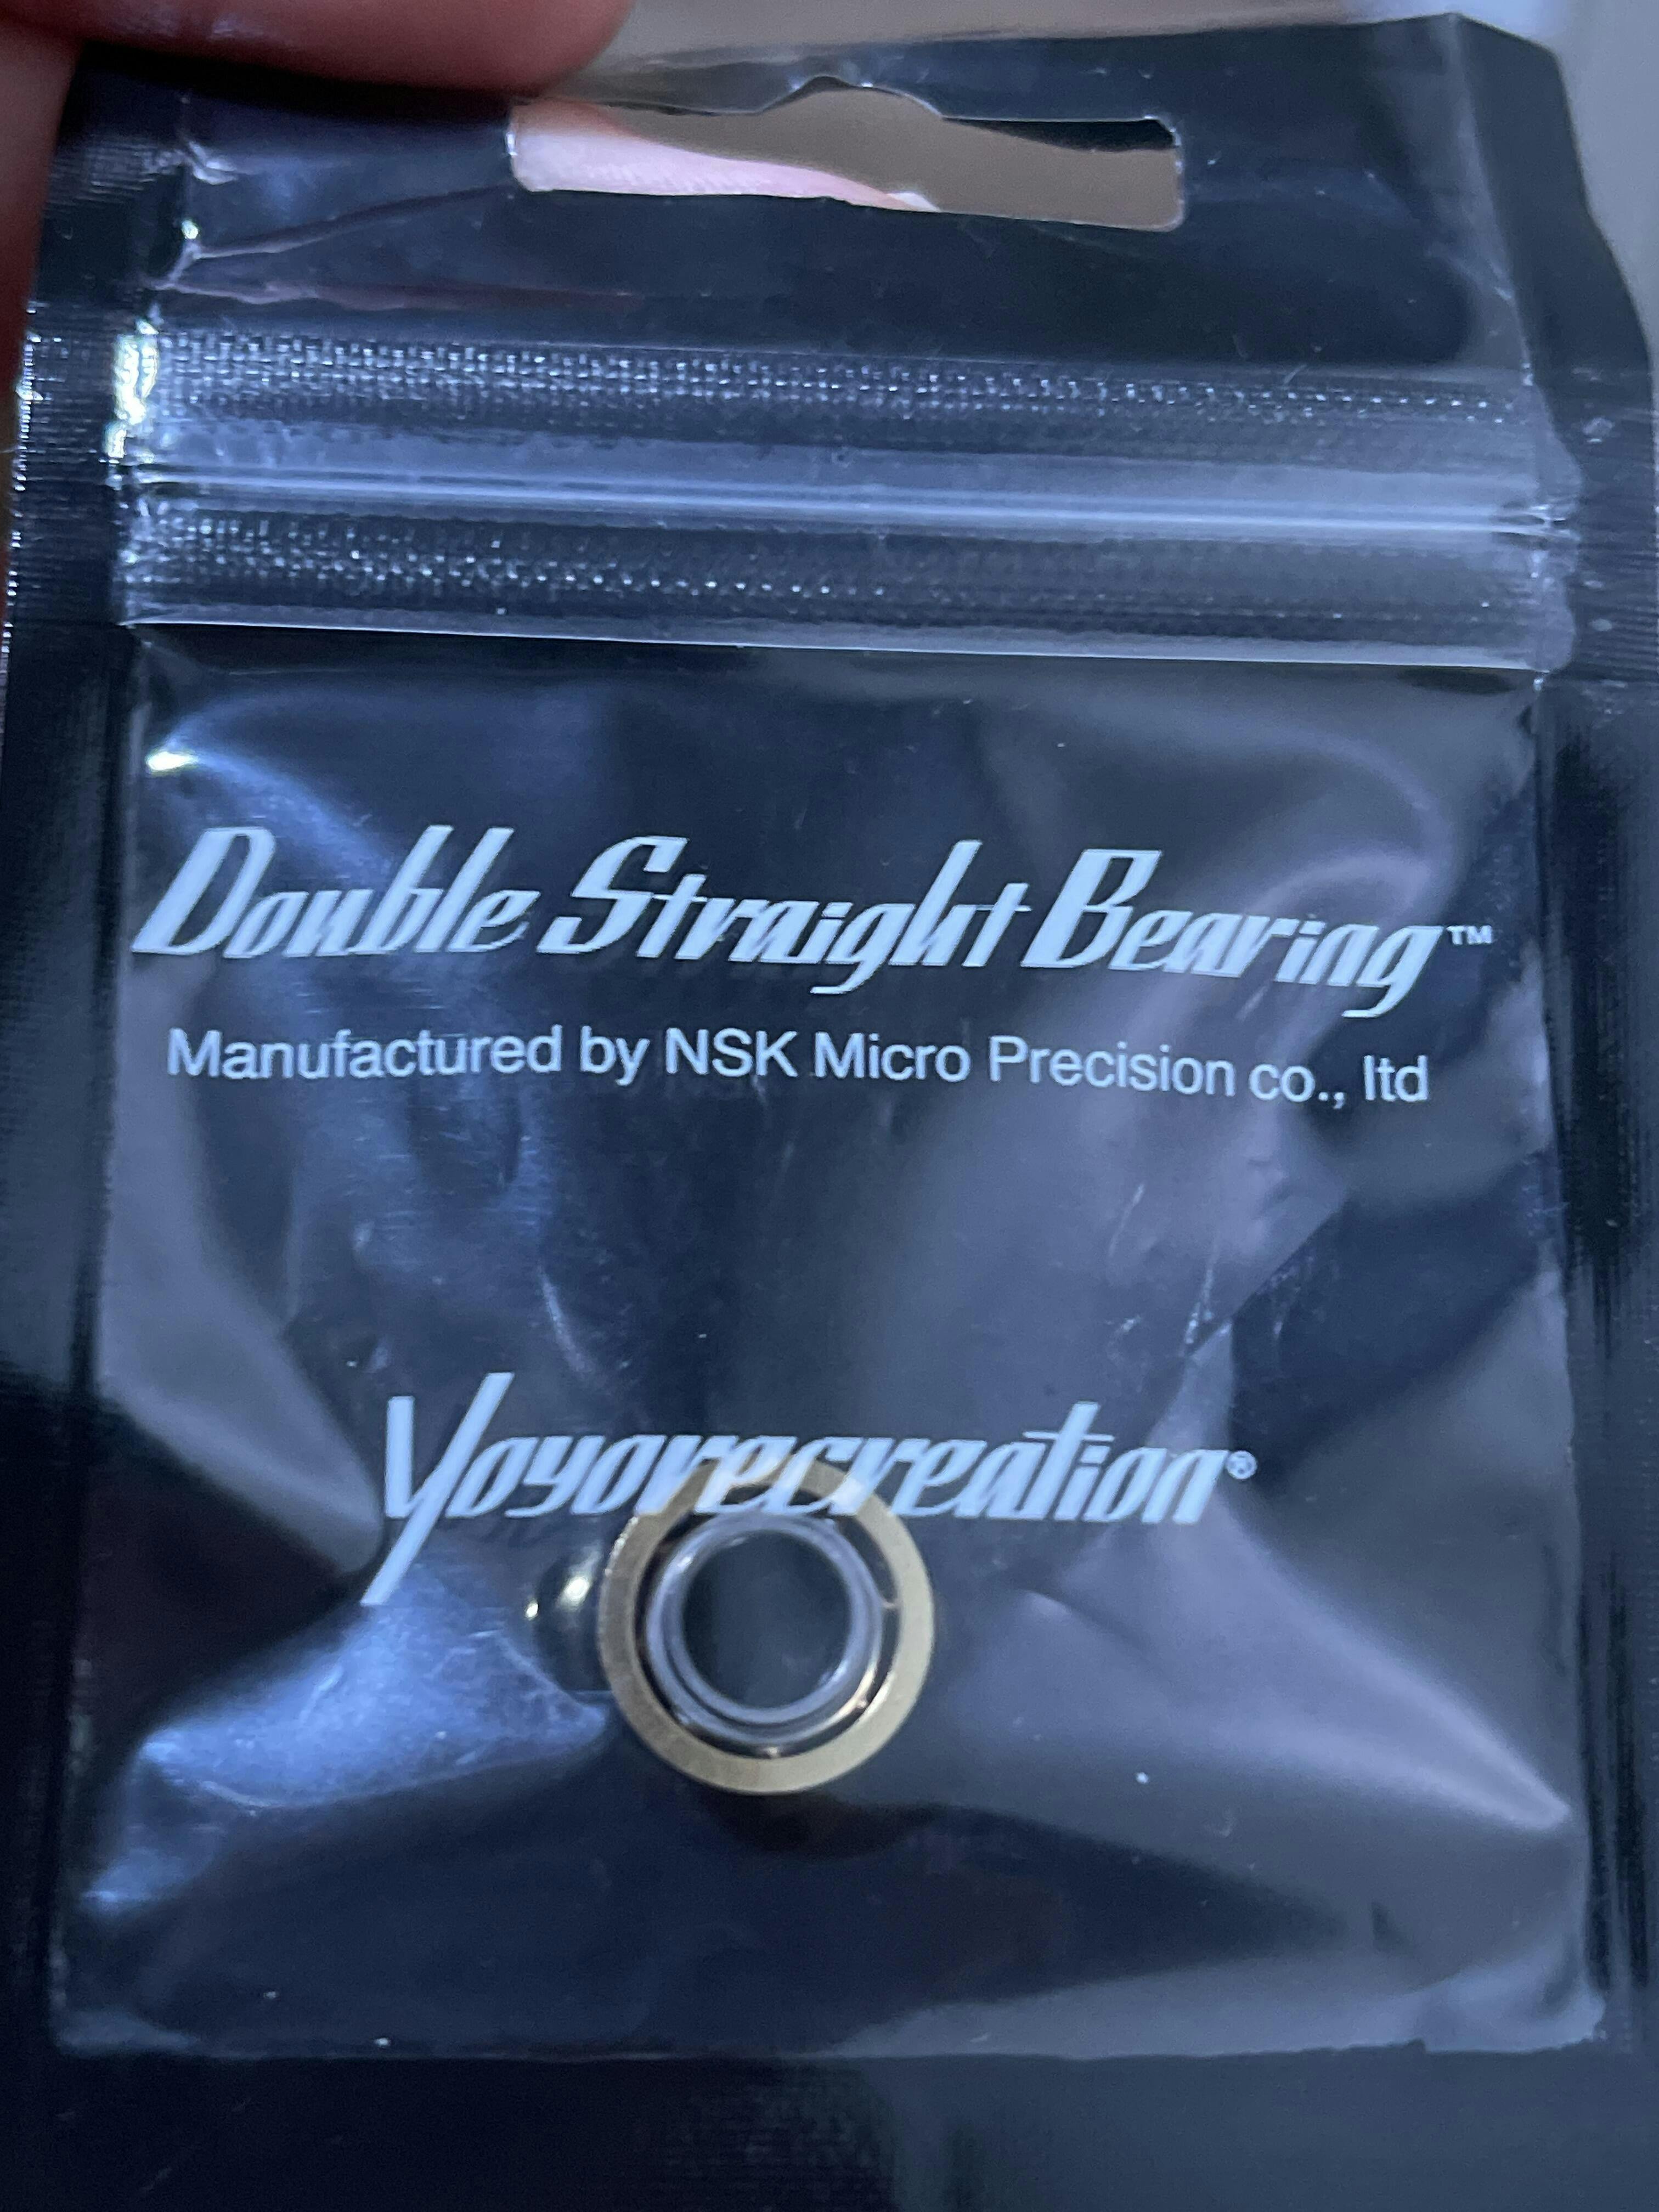 Double Straight Bearing™
Manufactured by NSK Micro Precision co., ltd
Yoyorecreation®